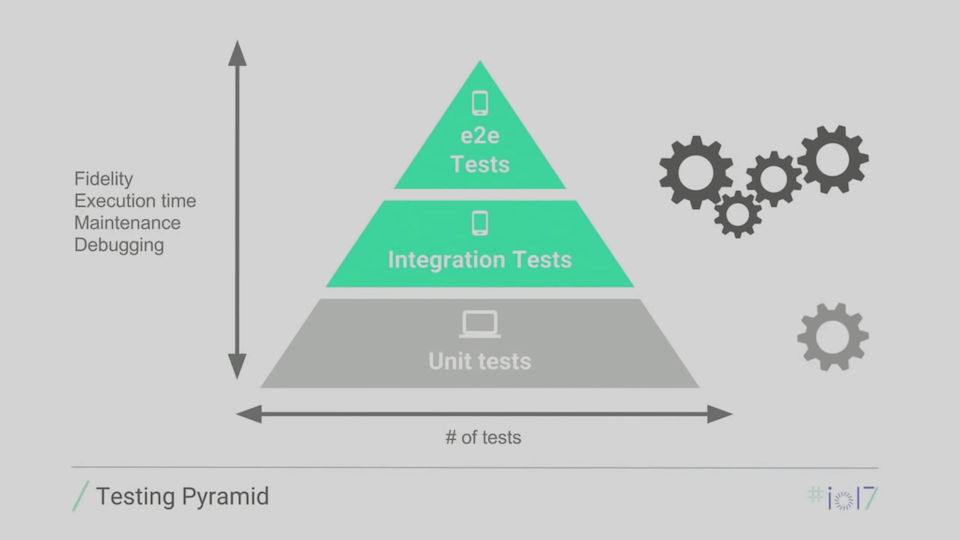 Fidelity
Execution time
Maintenance
Debugging
e2e
Tests
Integration Tests
Unit tests
# of tests
Testing Pyramid
#io17